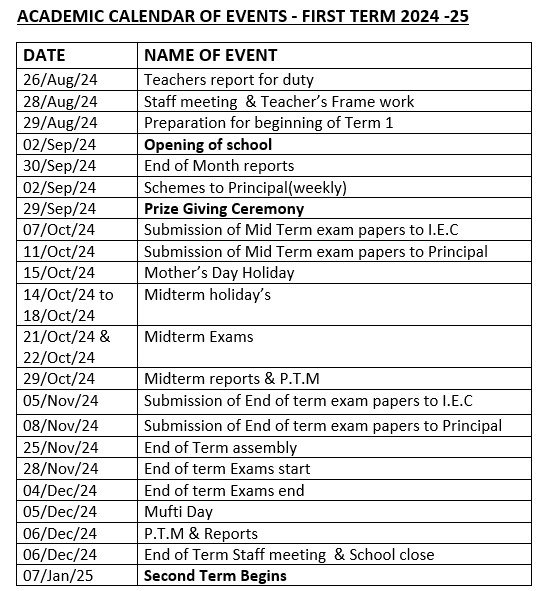 ACADEMIC CALENDAR OF EVENTS - FIRST TERM 2024 -25
DATE NAME OF EVENT
26/Aug/24 Teachers report for duty
28/Aug/24 Staff meeting & Teacher’s Frame work
29/Aug/24 Preparation for beginning of Term 1
02/Sep/24 Opening of school
30/Sep/24 End of Month reports
02/Sep/24 Schemes to Principal(weekly)
29/Sep/24 Prize Giving Ceremony
07/Oct/24 Submission of Mid Term exam papers to I.E.C
11/Oct/24 Submission of Mid Term exam papers to Principal
15/Oct/24 Mother’s Day Holiday
14/Oct/24 to Midterm holiday’s
18/Oct/24
21/Oct/24 & Midterm Exams
22/Oct/24
29/Oct/24 Midterm reports & P.T.M
05/Nov/24 Submission of End of term exam papers to I.E.C
08/Nov/24 Submission of End of term exam papers to Principal
25/Nov/24 End of Term assembly
28/Nov/24 End of term Exams start
04/Dec/24 End of term Exams end
05/Dec/24 Mufti Day
06/Dec/24 P.T.M & Reports
06/Dec/24 End of Term Staff meeting & School close
07/Jan/25 Second Term Begins